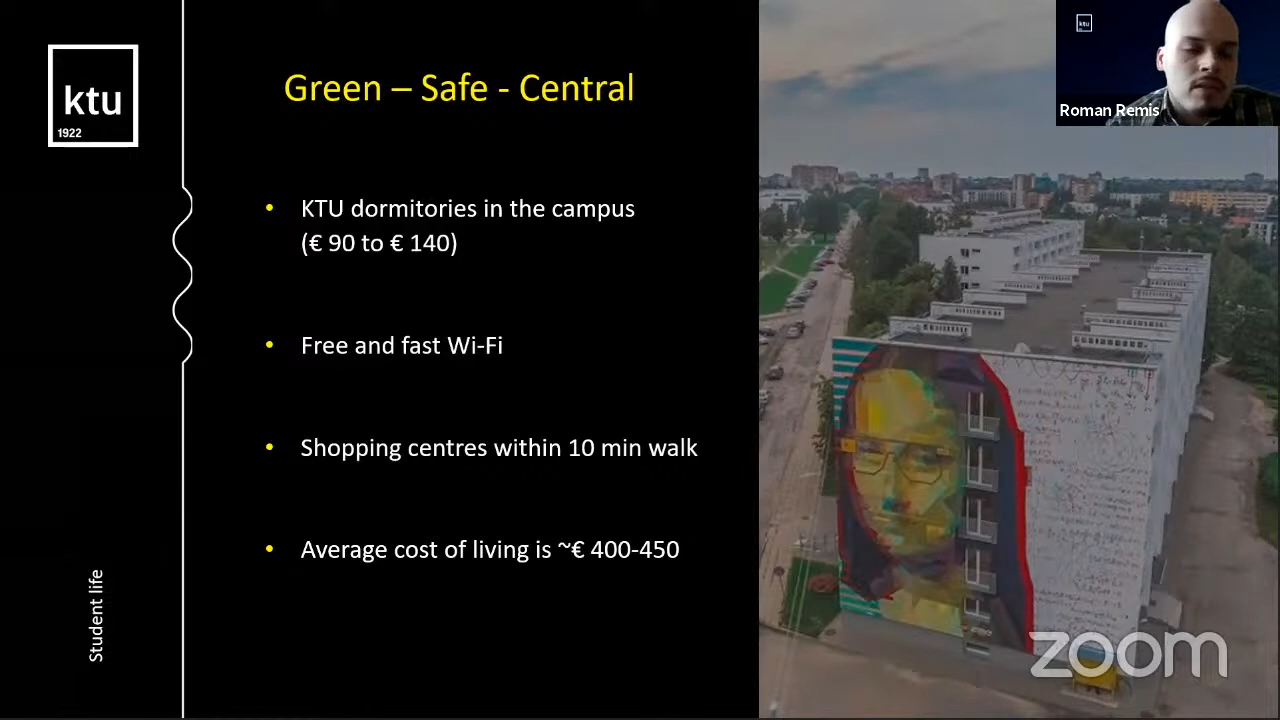 ktu
1922
Green – Safe - Central
• KTU dormitories in the campus
(€ 90 to € 140)
• Free and fast Wi-Fi
• Shopping centres within 10 min walk
• Average cost of living is ~€ 400-450
Student life
ktu
Roman Remis
zoom